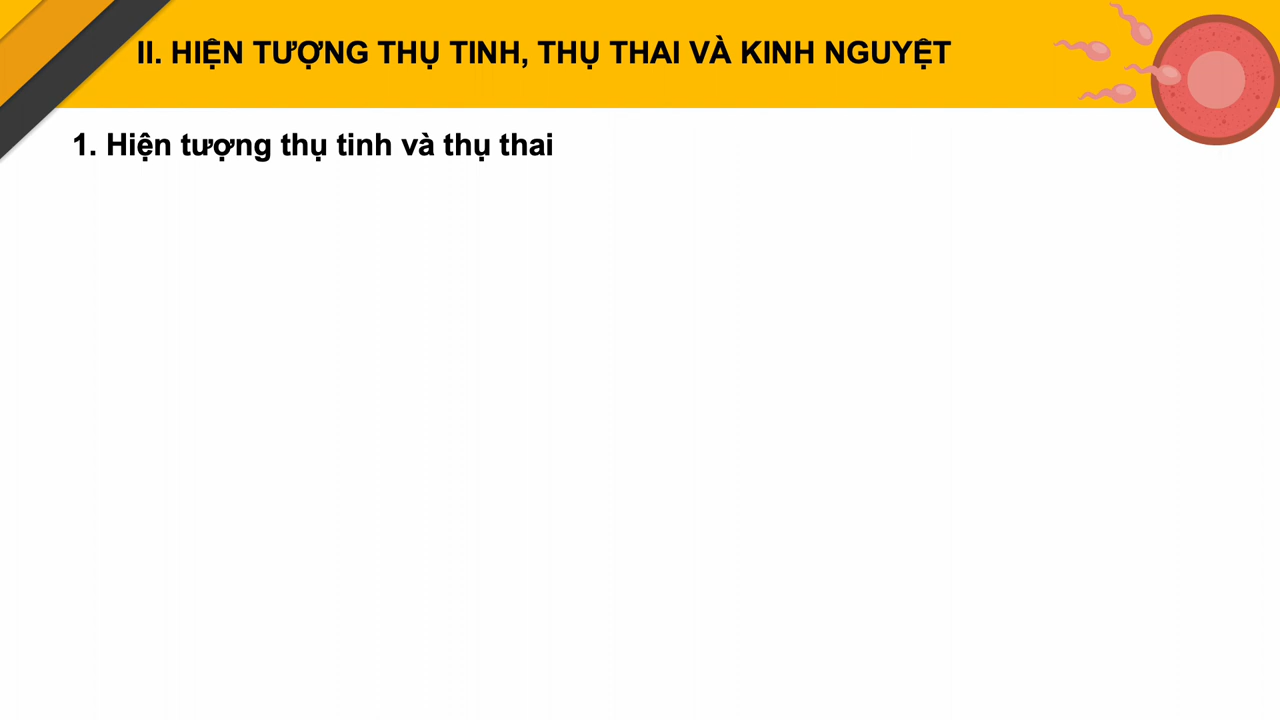 II. HIỆN TƯỢNG THỤ TINH, THỤ THAI VÀ KINH NGUYỆT
1. Hiện tượng thụ tinh và thụ thai